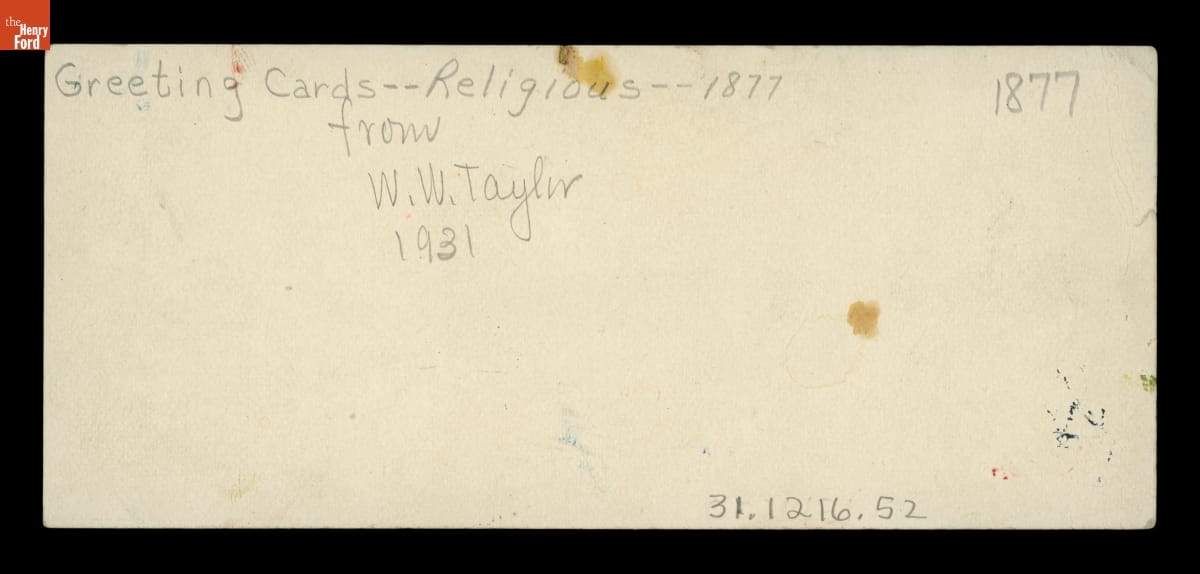 the
Henry
Ford
Greeting Cards--Religious--1877
1877
from
W.W. Taylor
1931
31.1216.52